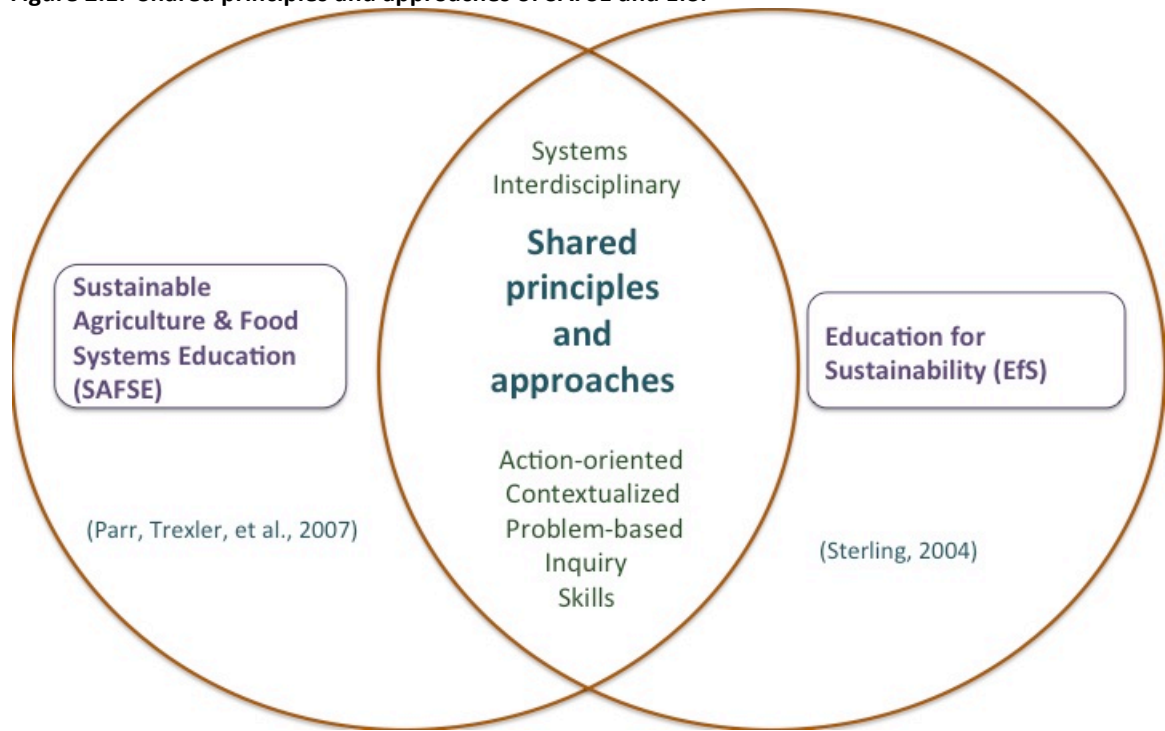 Systems
Interdisciplinary
Shared
principles
and
approaches
Sustainable
Agriculture & Food
Systems Education
(SAFSE)
Education for
Sustainability (EfS)
Action-oriented
Contextualized
Problem-based
Inquiry
Skills
(Parr, Trexler, et al., 2007)
(Sterling, 2004)